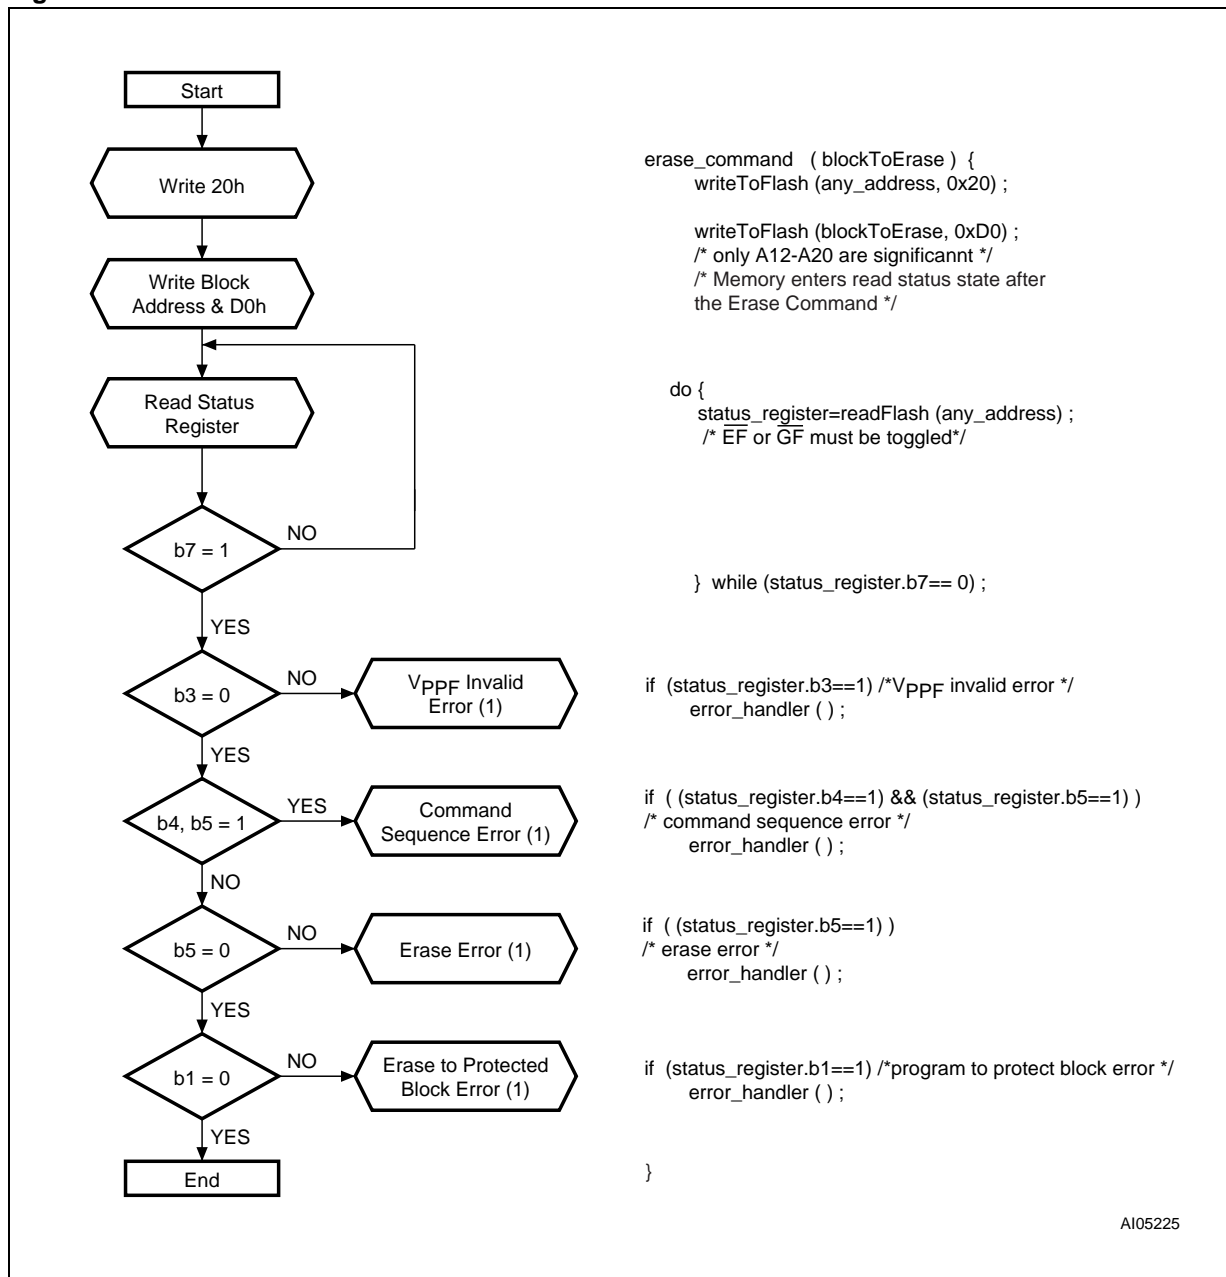 Start
Write 20h
Write Block
Address & D0h
Read Status
Register
NO
b7 = 1
YES
NO
b3 = 0
VPPF Invalid
Error (1)
YES
YES
b4, b5 = 1
Command
Sequence Error (1)
NO
NO
b5 = 0
Erase Error (1)
YES
NO
b1 = 0
Erase to Protected
Block Error (1)
YES
End
erase_command ( blockToErase ) {
writeToFlash (any_address, 0x20) ;
writeToFlash (blockToErase, 0xD0) ;
/* only A12-A20 are significannt */
/* Memory enters read status state after
the Erase Command */
do {
status_register=readFlash (any_address) ;
/* E̅F̅ or G̅F̅ must be toggled*/
} while (status_register.b7== 0) ;
if (status_register.b3==1) /*VPPF invalid error */
error_handler ( ) ;
if ( (status_register.b4==1) && (status_register.b5==1) )
/* command sequence error */
error_handler ( ) ;
if ( (status_register.b5==1) )
/* erase error */
error_handler ( ) ;
if (status_register.b1==1) /*program to protect block error */
error_handler ( ) ;
}
AI05225